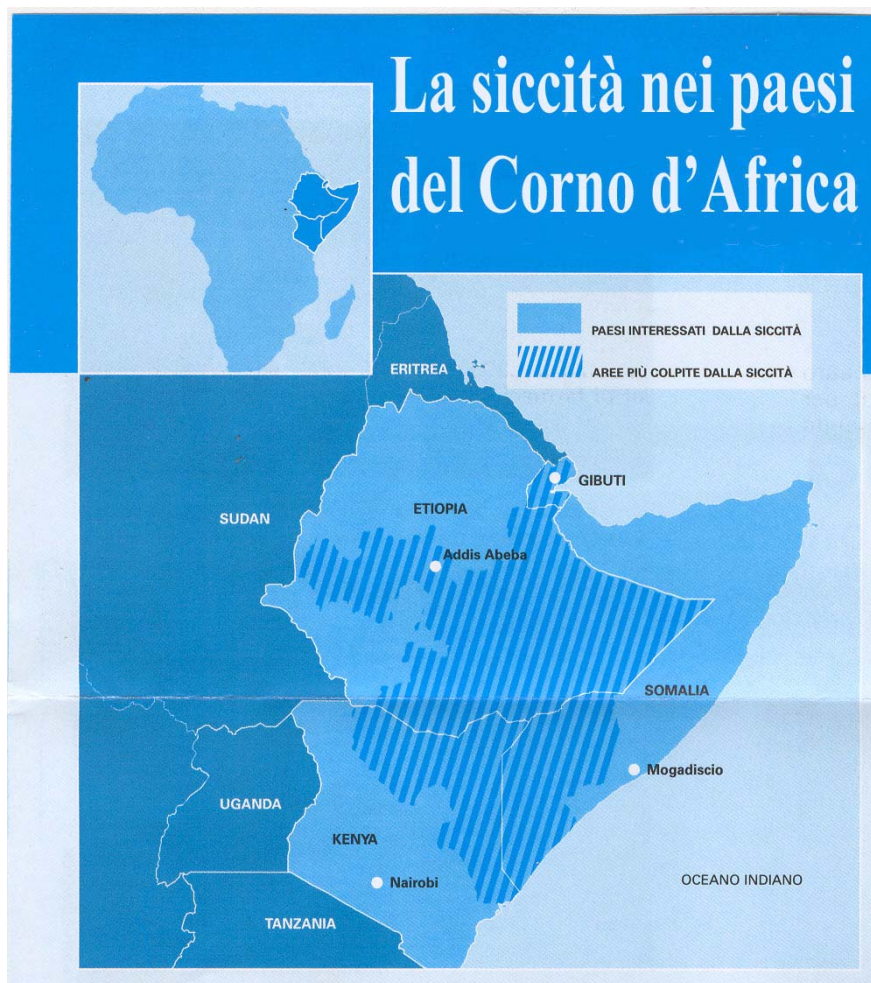 La siccità nei paesi
del Corno d'Africa
PAESI INTERESSATI DALLA SICCITÀ
AREE PIÙ COLPITE DALLA SICCITÀ
ERITREA
GIBUTI
ETIOPIA
SUDAN
Addis Abeba
SOMALIA
Mogadiscio
UGANDA
KENYA
Nairobi
OCEANO INDIANO
TANZANIA